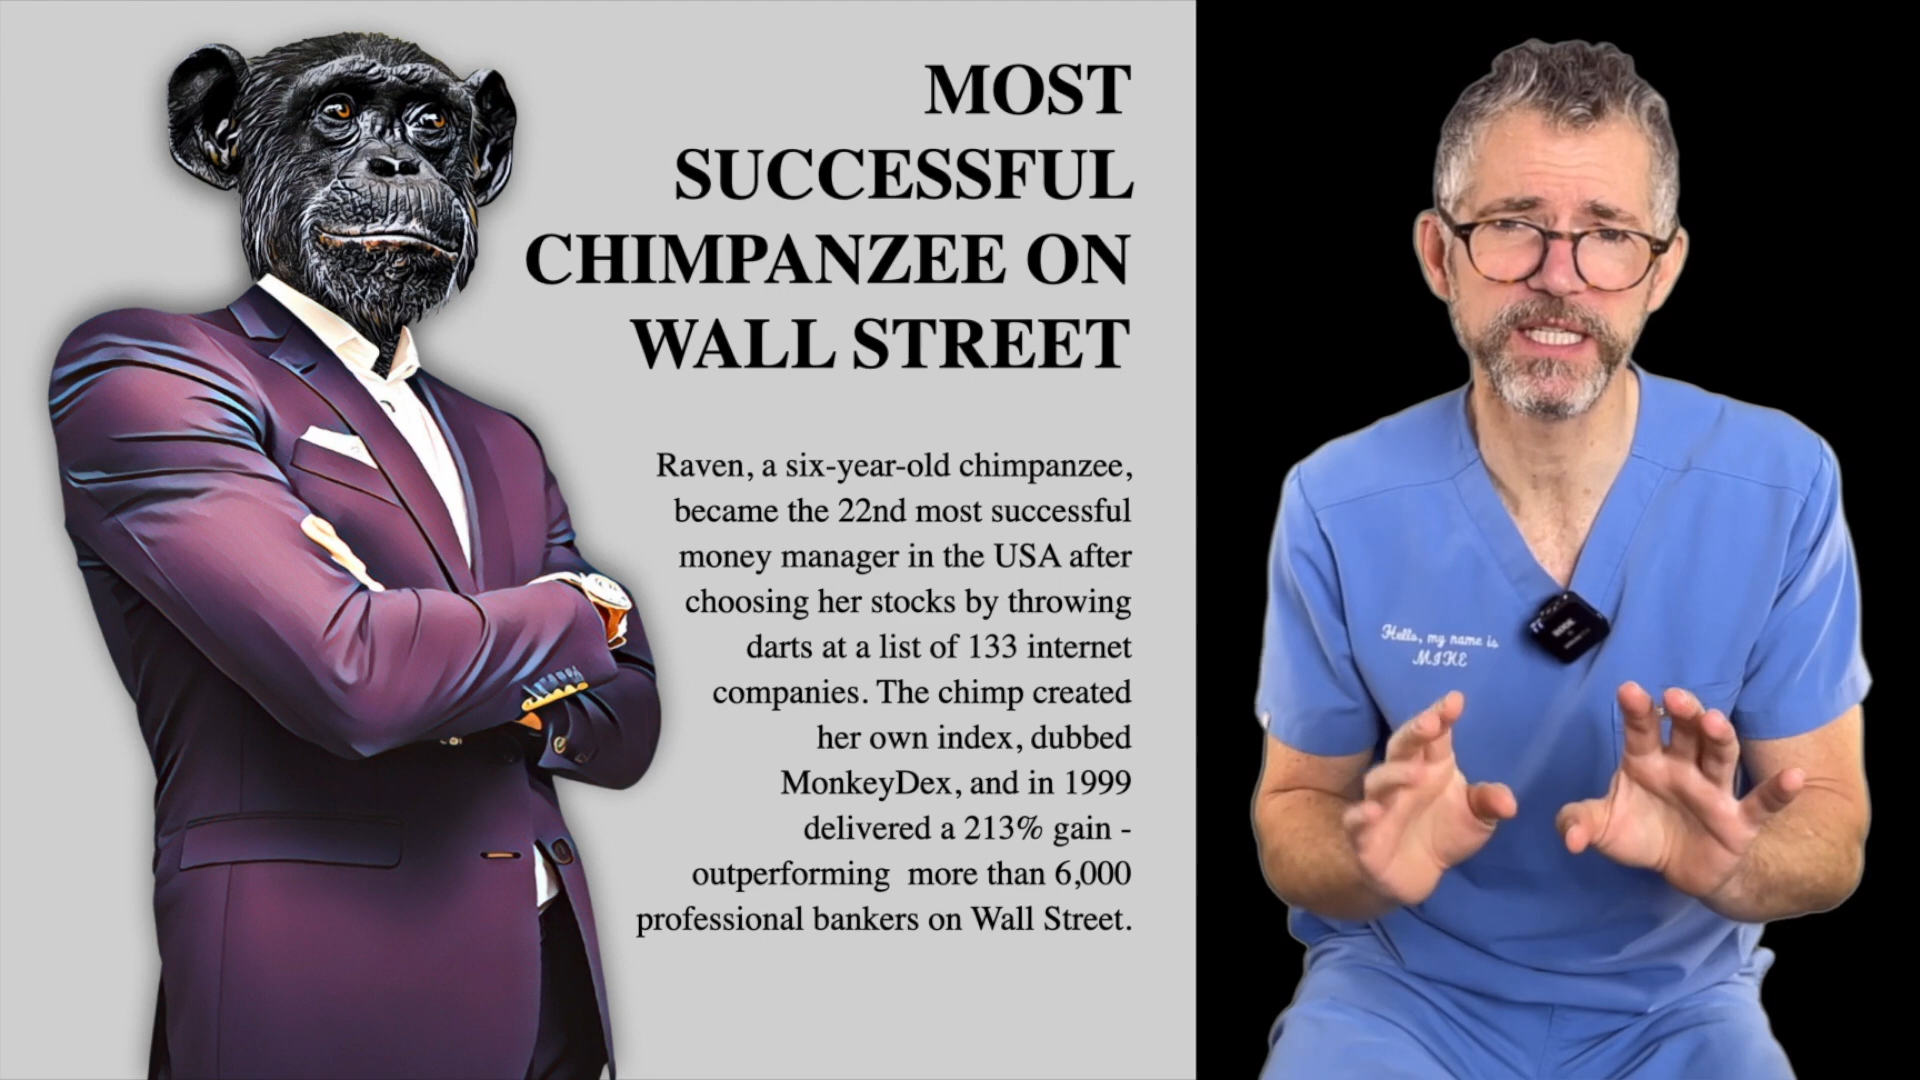 MOST
SUCCESSFUL
CHIMPANZEE ON
WALL STREET
Raven, a six-year-old chimpanzee,
became the 22nd most successful
money manager in the USA after
choosing her stocks by throwing
darts at a list of 133 internet
companies. The chimp created
her own index, dubbed
MonkeyDex, and in 1999
delivered a 213% gain -
outperforming more than 6,000
professional bankers on Wall Street.
Hello, my name is
MIKE